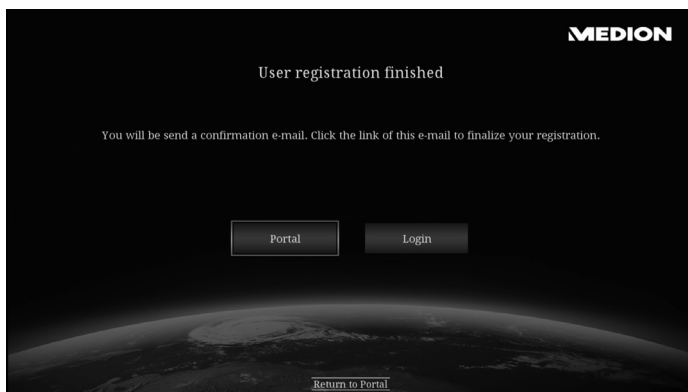 MEDION
User registration finished
You will be send a confirmation e-mail. Click the link of this e-mail to finalize your registration.
Portal
Login
Return to Portal